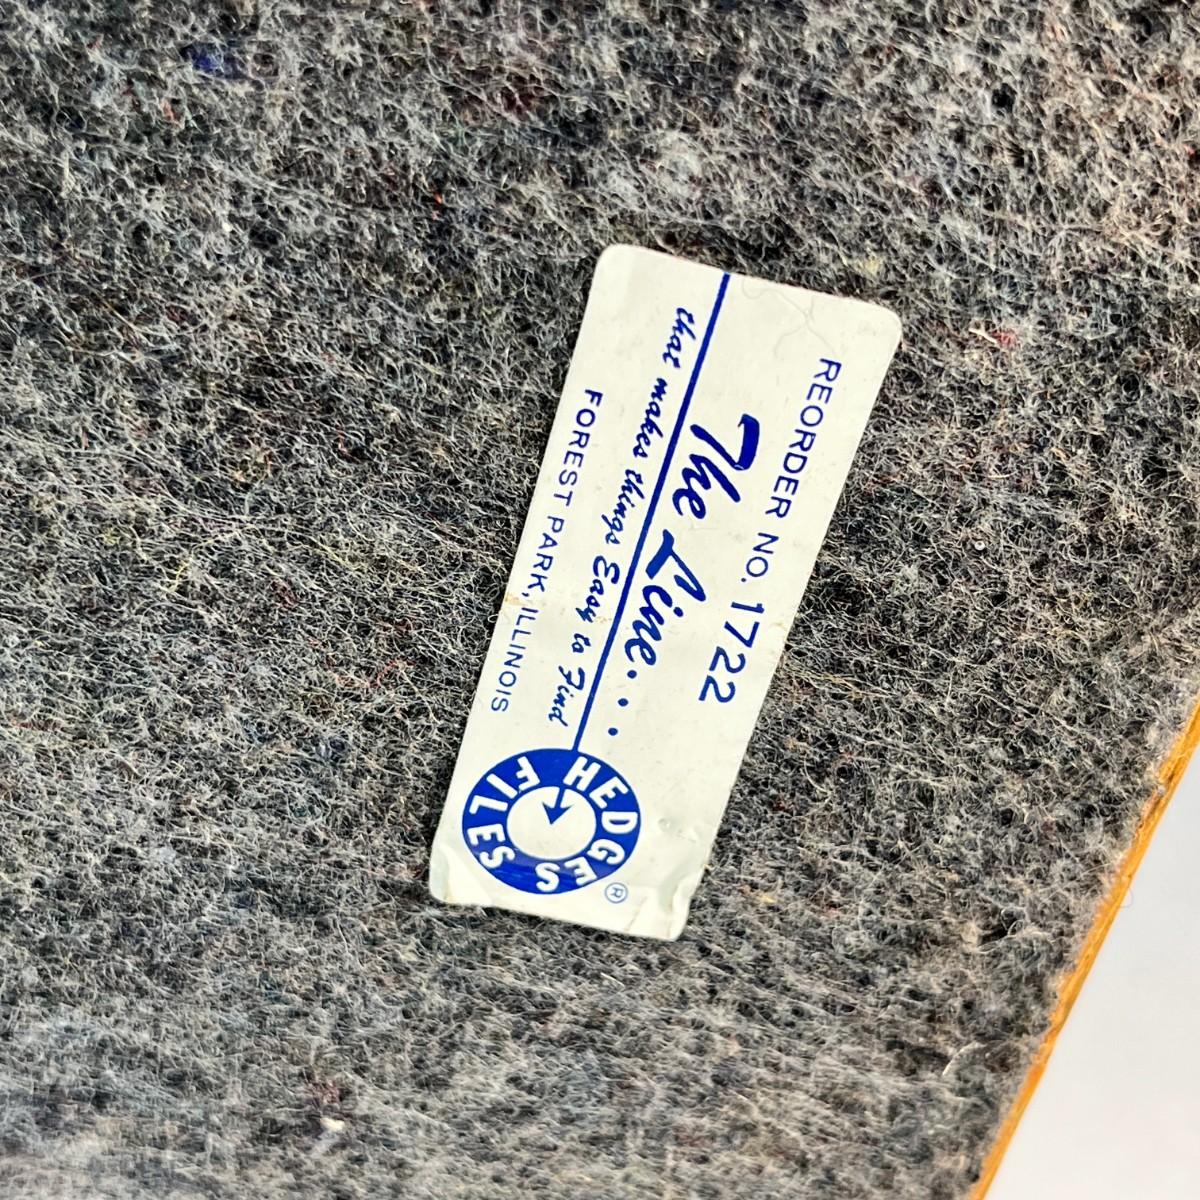 REORDER NO. 1722
The Line...
that makes things Easy to Find
FOREST PARK, ILLINOIS
HEDGES FILES ®